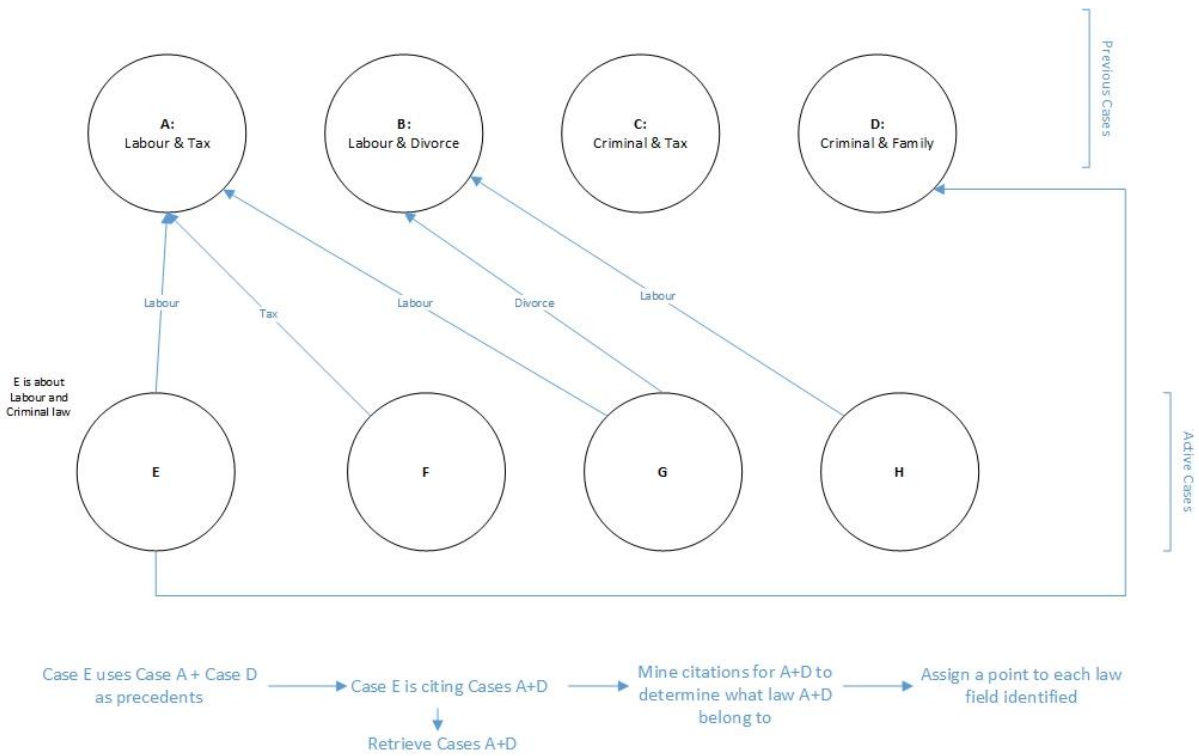 Previous Cases
A:
Labour & Tax
B:
Labour & Divorce
C:
Criminal & Tax
D:
Criminal & Family
Labour
Tax
Labour
Divorce
Labour
E is about
Labour and
Criminal law
E
F
G
H
Active Cases
Case E uses Case A + Case D
as precedents
Case E is citing Cases A+D
Retrieve Cases A+D
Mine citations for A+D to
determine what law A+D
belong to
Assign a point to each law
field identified